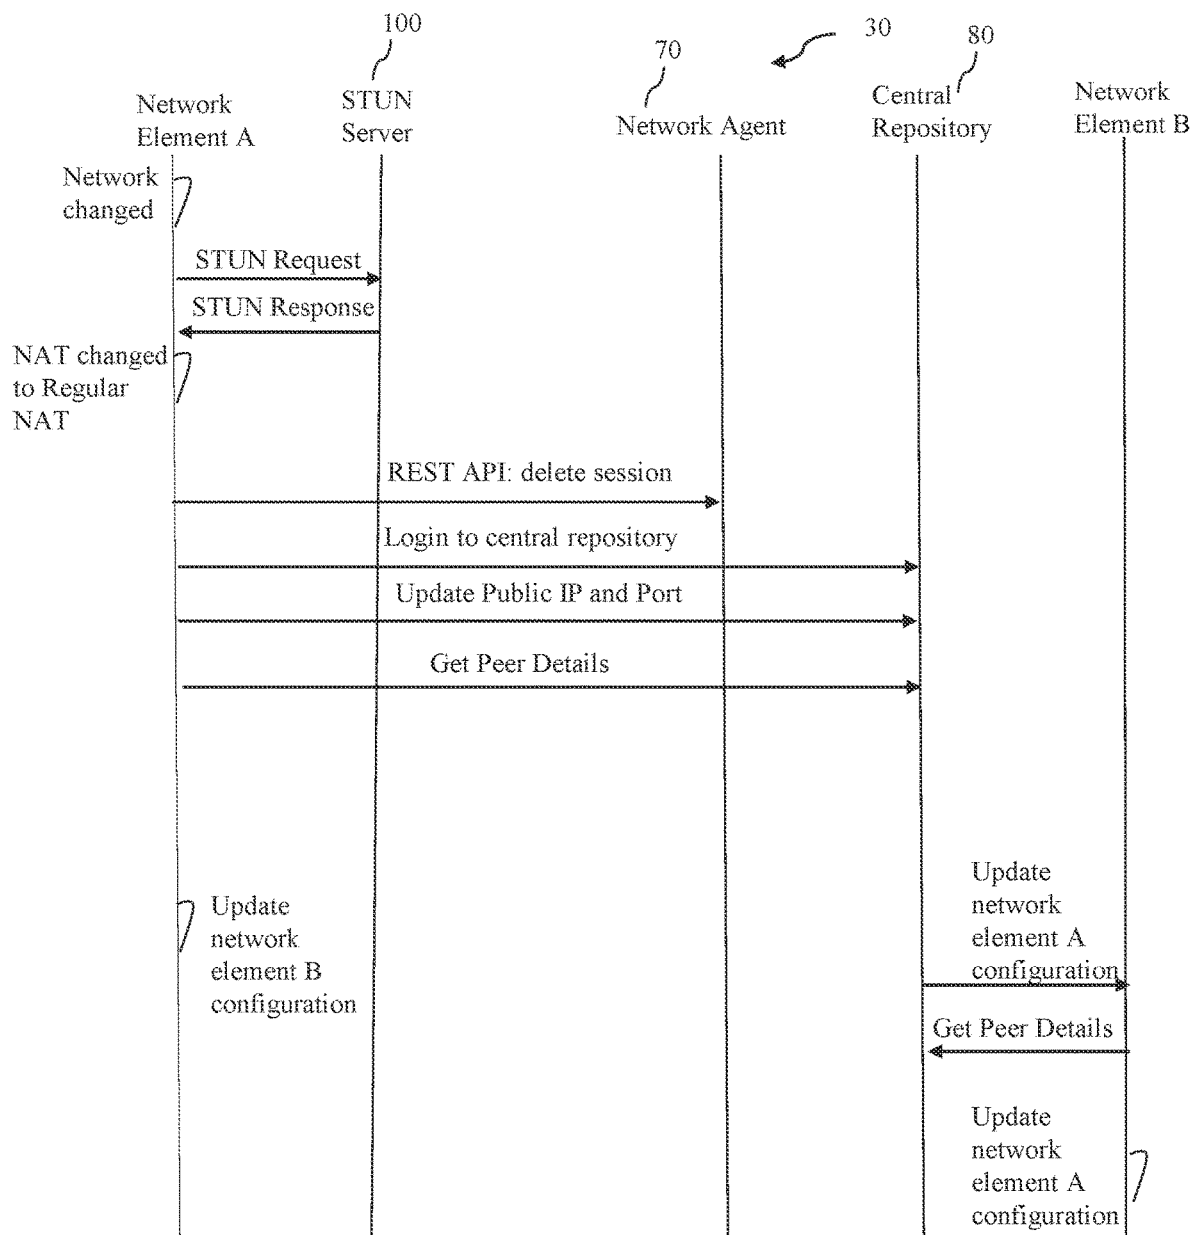 100
70
30
80
Network
Element A
STUN
Server
Network Agent
Central
Repository
Network
Element B
Network
changed
STUN Request
STUN Response
NAT changed
to Regular
NAT
REST API: delete session
Login to central repository
Update Public IP and Port
Get Peer Details
Update
network
element B
configuration
Update
network
element A
configuration
Get Peer Details
Update
network
element A
configuration